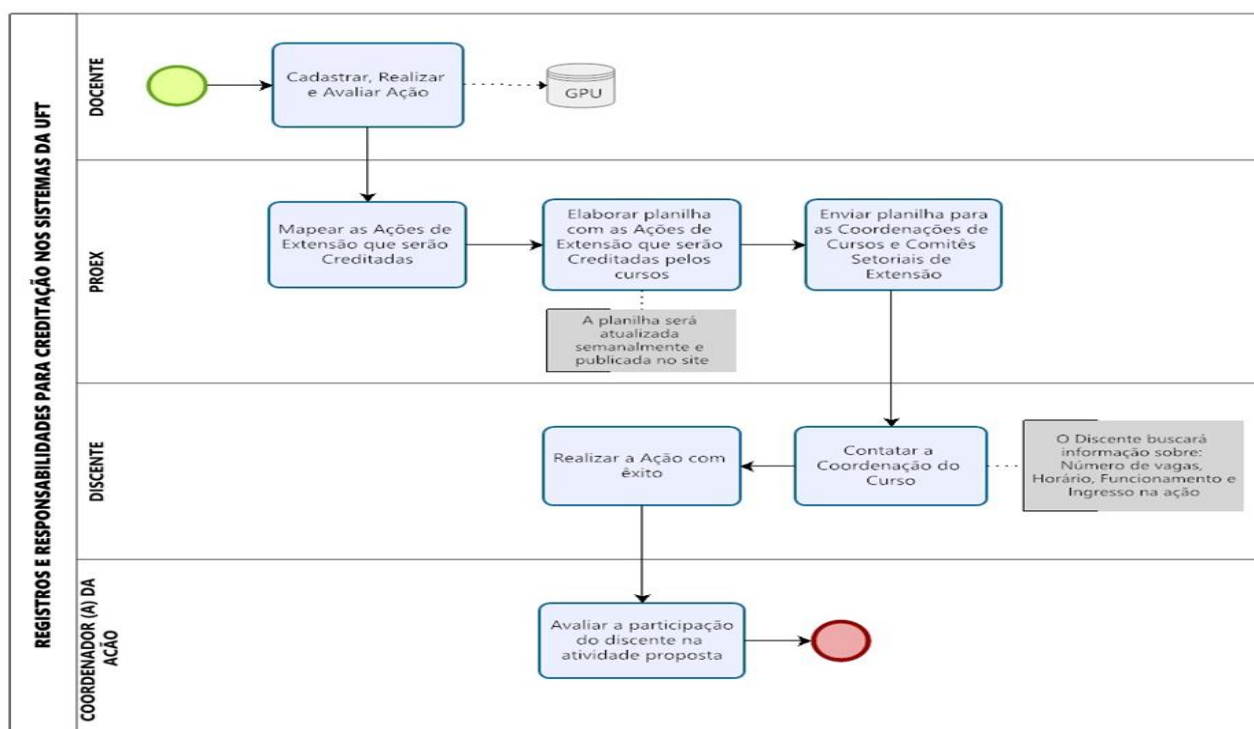 REGISTROS E RESPONSABILIDADES PARA CREDITAÇÃO NOS SISTEMAS DA UFT
DOCENTE
Cadastrar, Realizar
e Avaliar Ação
GPU
PROEX
Mapear as Ações de
Extensão que serão
Creditadas
Elaborar planilha
com as Ações de
Extensão que serão
Creditadas pelos
cursos
Enviar planilha para
as Coordenações de
Cursos e Comitês
Setoriais de
Extensão
A planilha será
atualizada
semanalmente e
publicada no site
DISCENTE
Realizar a Ação com
êxito
Contatar a
Coordenação do
Curso
O Discente buscará
informação sobre:
Número de vagas,
Horário, Funcionamento e
Ingresso na ação
COORDENADOR (A) DA
AÇÃO
Avaliar a participação
do discente na
atividade proposta